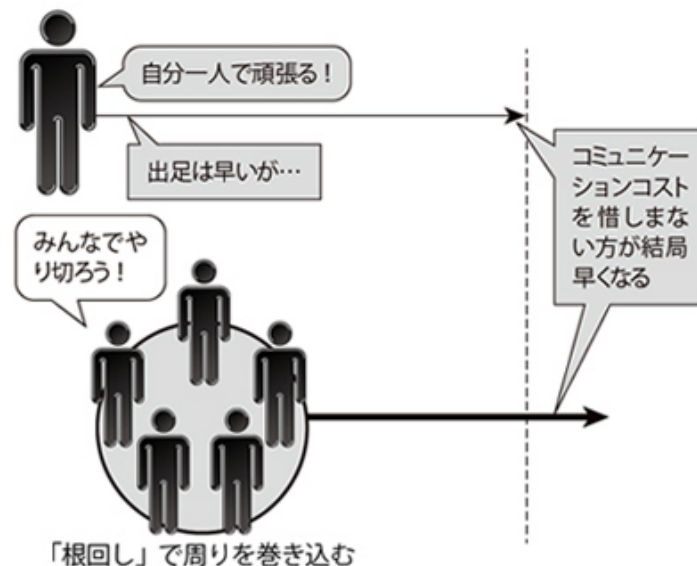 自分一人で頑張る！
出足は早いが…
コミュニケー
ションコスト
を惜しまな
い方が結局
早くなる
みんなでや
り切ろう！
「根回し」で周りを巻き込む